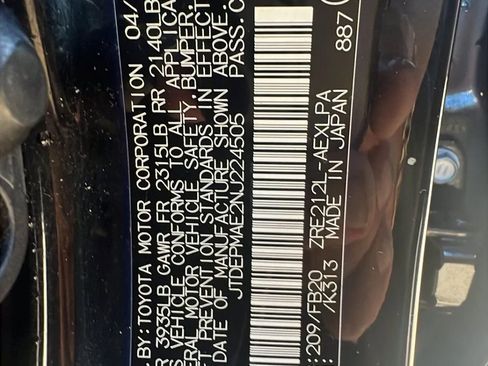 BY:TOYOTA MOTOR CORPORATION 04/
3935LB GAWR FR 2315LB RR 2140LB
VEHICLE CONFORMS TO ALL APPLICA
ERAL MOTOR VEHICLE SAFETY,BUMPER,
FT PREVENTION STANDARDS IN EFFECT
DATE OF MANUFACTURE SHOWN ABOVE
JTDEPMAE2NJ224505 PASS.C
:209/FB20 ZRE212L-AEXLPA
/K313 MADE IN JAPAN 887